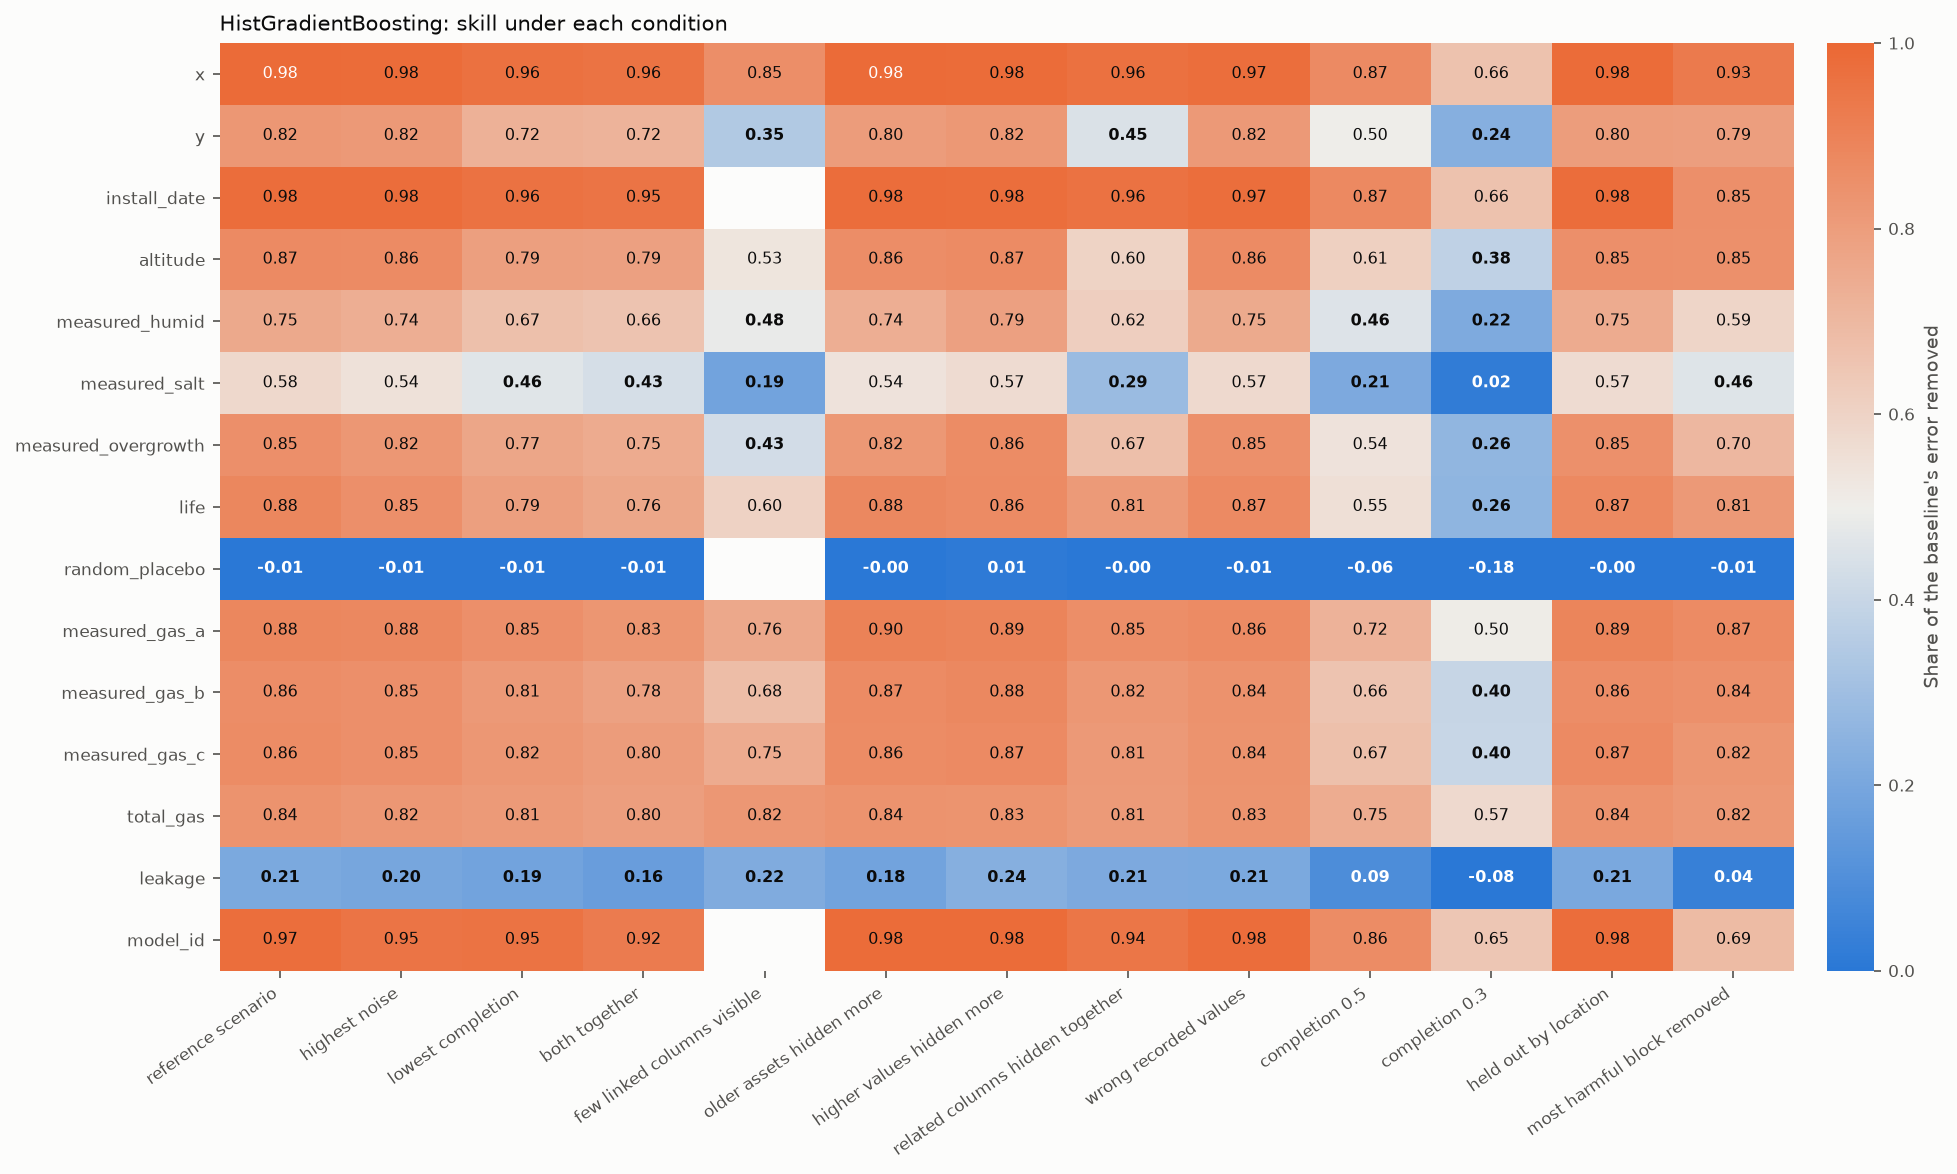 HistGradientBoosting: skill under each condition
x 0.98 0.98 0.96 0.96 0.85 0.98 0.98 0.96 0.97 0.87 0.66 0.98 0.93
y 0.82 0.82 0.72 0.72 0.35 0.80 0.82 0.45 0.82 0.50 0.24 0.80 0.79
install_date 0.98 0.98 0.96 0.95 0.98 0.98 0.96 0.97 0.87 0.66 0.98 0.85
altitude 0.87 0.86 0.79 0.79 0.53 0.86 0.87 0.60 0.86 0.61 0.38 0.85 0.85
measured_humid 0.75 0.74 0.67 0.66 0.48 0.74 0.79 0.62 0.75 0.46 0.22 0.75 0.59
measured_salt 0.58 0.54 0.46 0.43 0.19 0.54 0.57 0.29 0.57 0.21 0.02 0.57 0.46
measured_overgrowth 0.85 0.82 0.77 0.75 0.43 0.82 0.86 0.67 0.85 0.54 0.26 0.85 0.70
life 0.88 0.85 0.79 0.76 0.60 0.88 0.86 0.81 0.87 0.55 0.26 0.87 0.81
random_placebo -0.01 -0.01 -0.01 -0.01 -0.00 0.01 -0.00 -0.01 -0.06 -0.18 -0.00 -0.01
measured_gas_a 0.88 0.88 0.85 0.83 0.76 0.90 0.89 0.85 0.86 0.72 0.50 0.89 0.87
measured_gas_b 0.86 0.85 0.81 0.78 0.68 0.87 0.88 0.82 0.84 0.66 0.40 0.86 0.84
measured_gas_c 0.86 0.85 0.82 0.80 0.75 0.86 0.87 0.81 0.84 0.67 0.40 0.87 0.82
total_gas 0.84 0.82 0.81 0.80 0.82 0.84 0.83 0.81 0.83 0.75 0.57 0.84 0.82
leakage 0.21 0.20 0.19 0.16 0.22 0.18 0.24 0.21 0.21 0.09 -0.08 0.21 0.04
model_id 0.97 0.95 0.95 0.92 0.98 0.98 0.94 0.98 0.86 0.65 0.98 0.69
reference scenario
highest noise
lowest completion
both together
few linked columns visible
older assets hidden more
higher values hidden more
related columns hidden together
wrong recorded values
completion 0.5
completion 0.3
held out by location
most harmful block removed
1.0
0.8
0.6
0.4
0.2
0.0
Share of the baseline's error removed